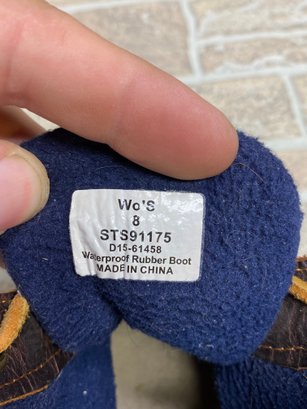 Wo'S
8
STS91175
D15-61458
Waterproof Rubber Boot
MADE IN CHINA